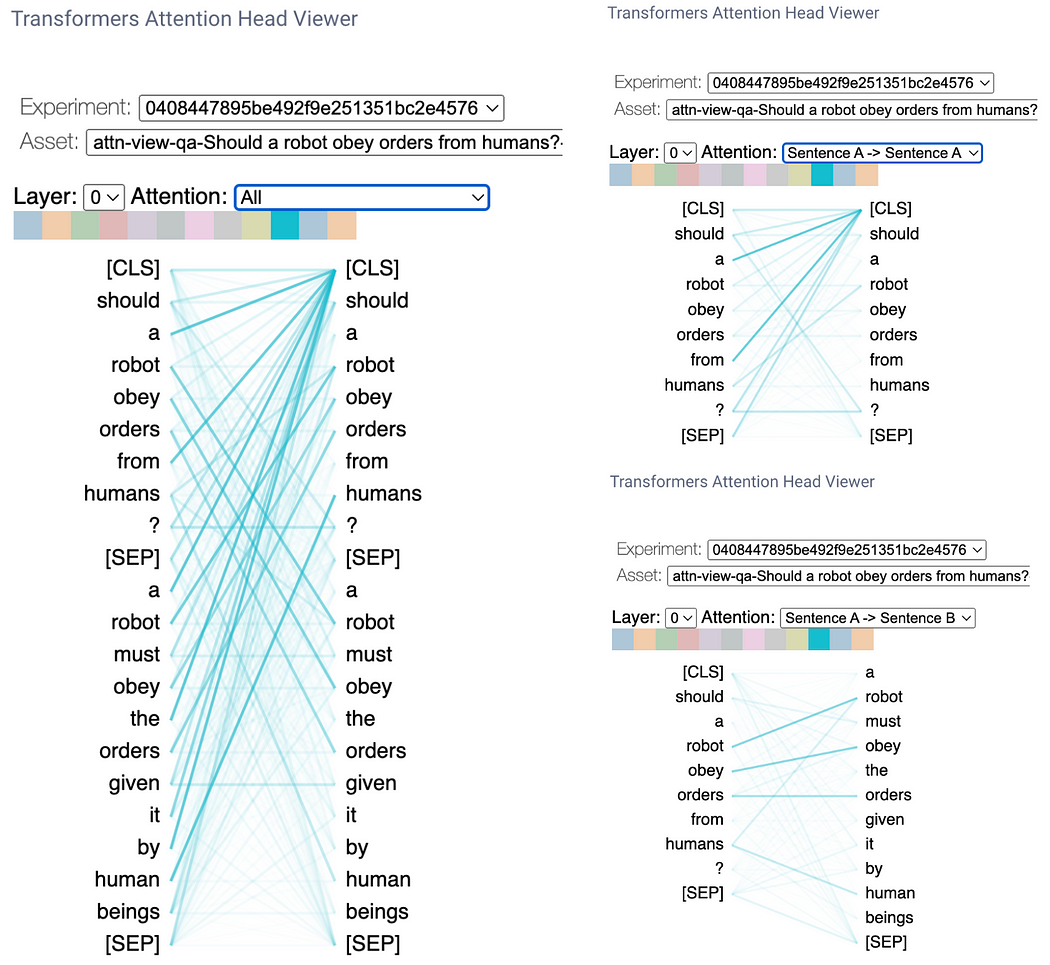 Transformers Attention Head Viewer
Experiment: 0408447895be492f9e251351bc2e4576
Asset: attn-view-qa-Should a robot obey orders from humans?-
Layer: 0 Attention: All
[CLS] [CLS]
should should
a a
robot robot
obey obey
orders orders
from from
humans humans
? ?
[SEP] [SEP]
a a
robot robot
must must
obey obey
the the
orders orders
given given
it it
by by
human human
beings beings
[SEP] [SEP]
Transformers Attention Head Viewer
Experiment: 0408447895be492f9e251351bc2e4576
Asset: attn-view-qa-Should a robot obey orders from humans?
Layer: 0 Attention: Sentence A -> Sentence A
[CLS] [CLS]
should should
a a
robot robot
obey obey
orders orders
from from
humans humans
? ?
[SEP] [SEP]
Transformers Attention Head Viewer
Experiment: 0408447895be492f9e251351bc2e4576
Asset: attn-view-qa-Should a robot obey orders from humans?
Layer: 0 Attention: Sentence A -> Sentence B
[CLS] a
should robot
a must
robot obey
obey the
orders orders
from given
humans it
? by
[SEP] human
beings
[SEP]